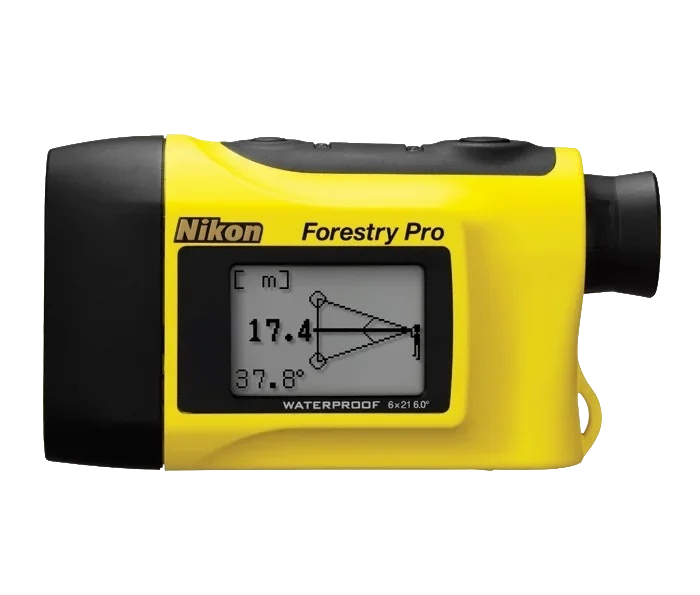 Nikon
Forestry Pro
[ m]
17.4
37.8°
WATERPROOF 6×21 6.0°